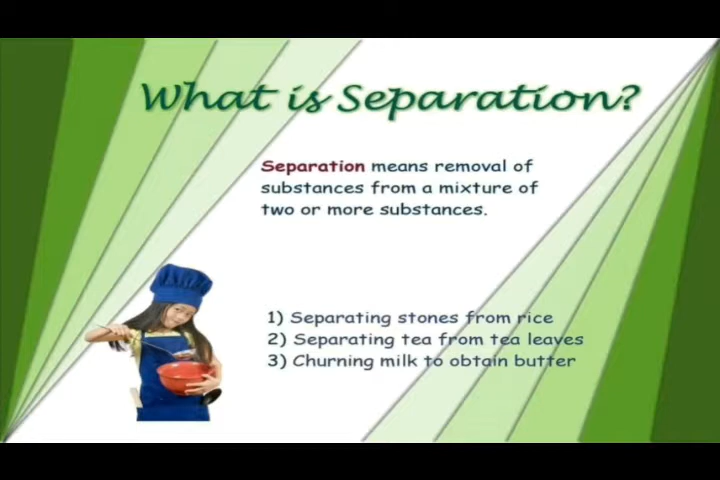 What is Separation?
Separation means removal of
substances from a mixture of
two or more substances.
1) Separating stones from rice
2) Separating tea from tea leaves
3) Churning milk to obtain butter